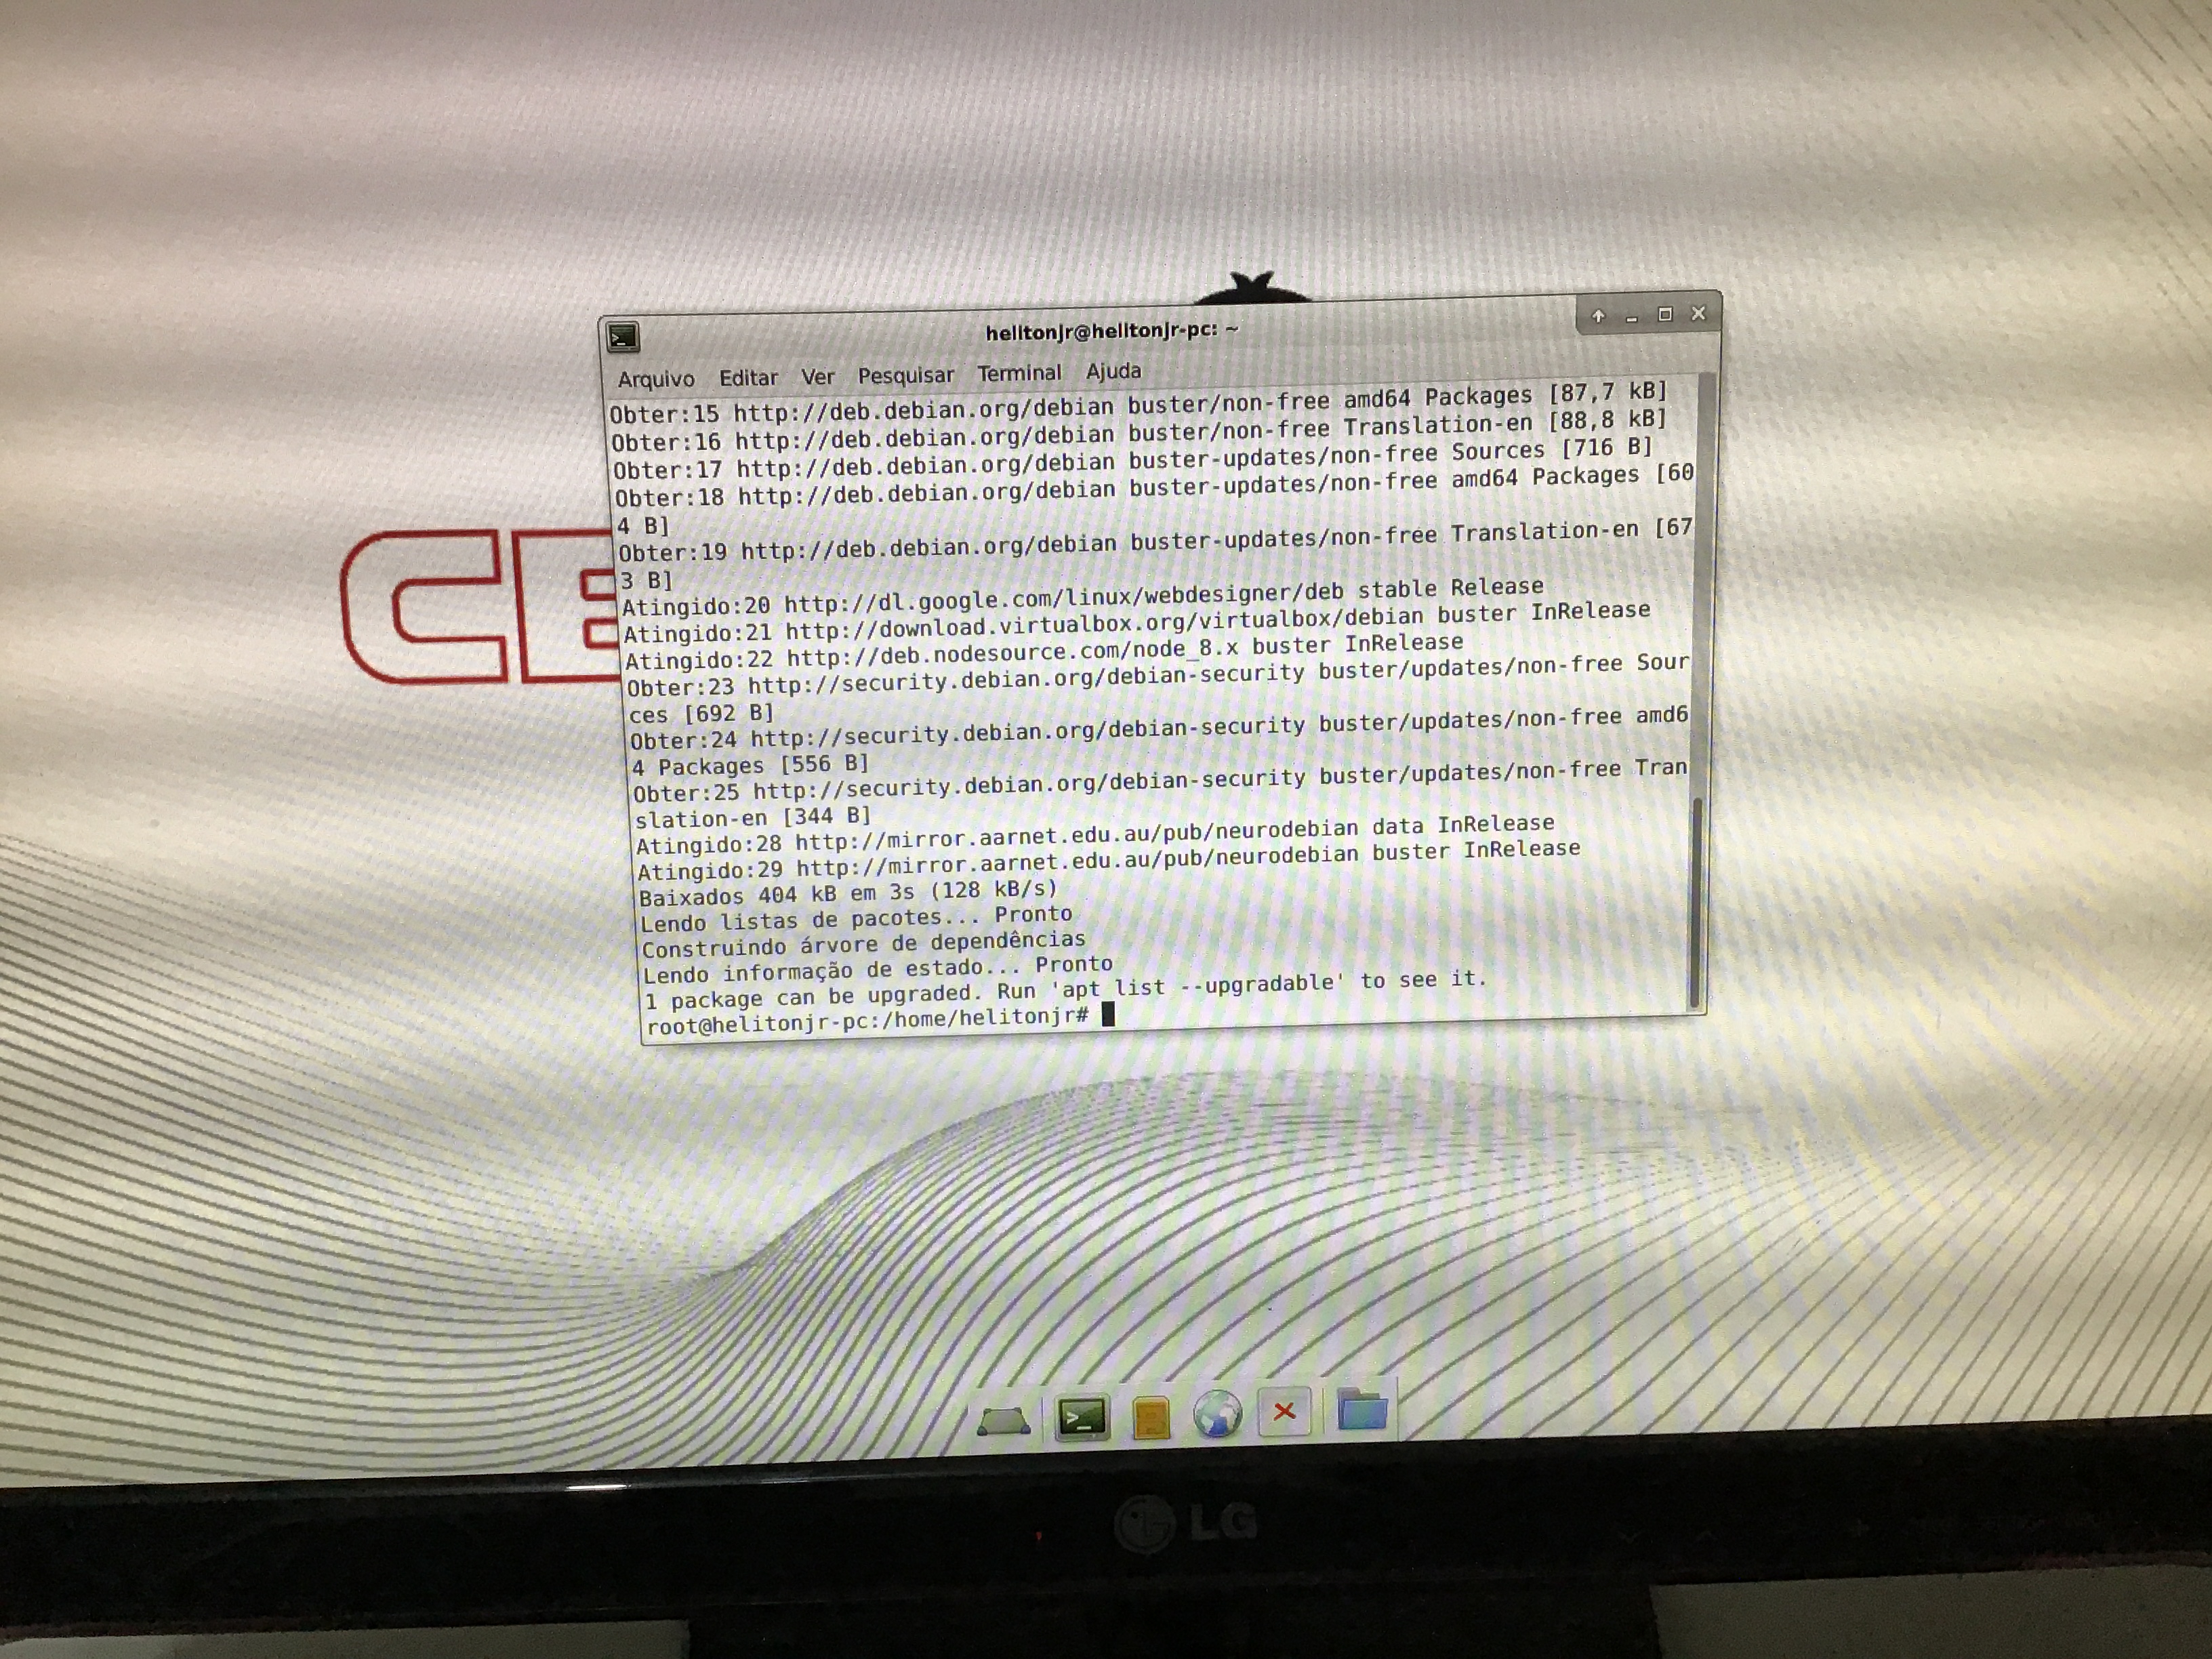 helitonjr@helitonjr-pc: ~
Arquivo Editar Ver Pesquisar Terminal Ajuda
Obter:15 http://deb.debian.org/debian buster/non-free amd64 Packages [87,7 kB]
Obter:16 http://deb.debian.org/debian buster/non-free Translation-en [88,8 kB]
Obter:17 http://deb.debian.org/debian buster-updates/non-free Sources [716 B]
Obter:18 http://deb.debian.org/debian buster-updates/non-free amd64 Packages [60
4 B]
Obter:19 http://deb.debian.org/debian buster-updates/non-free Translation-en [67
3 B]
Atingido:20 http://dl.google.com/linux/webdesigner/deb stable Release
Atingido:21 http://download.virtualbox.org/virtualbox/debian buster InRelease
Atingido:22 http://deb.nodesource.com/node_8.x buster InRelease
Obter:23 http://security.debian.org/debian-security buster/updates/non-free Sour
ces [692 B]
Obter:24 http://security.debian.org/debian-security buster/updates/non-free amd6
4 Packages [556 B]
Obter:25 http://security.debian.org/debian-security buster/updates/non-free Tran
slation-en [344 B]
Atingido:28 http://mirror.aarnet.edu.au/pub/neurodebian data InRelease
Atingido:29 http://mirror.aarnet.edu.au/pub/neurodebian buster InRelease
Baixados 404 kB em 3s (128 kB/s)
Lendo listas de pacotes... Pronto
Construindo árvore de dependências
Lendo informação de estado... Pronto
1 package can be upgraded. Run 'apt list --upgradable' to see it.
root@helitonjr-pc:/home/helitonjr#
CE
LG